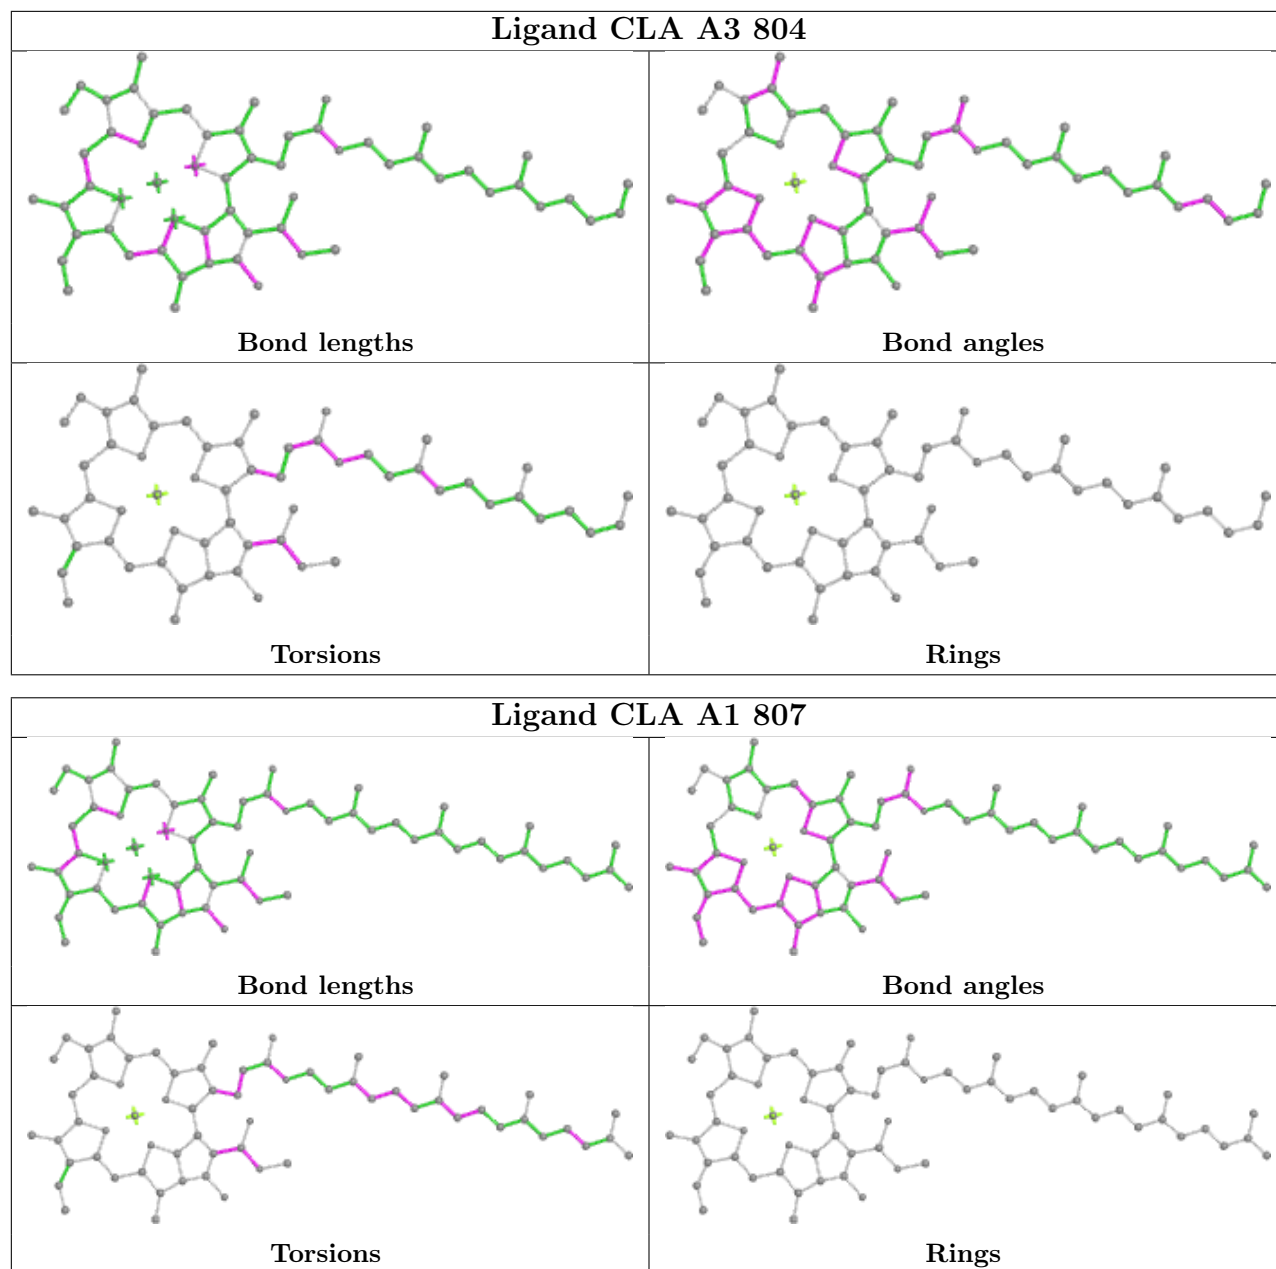 Ligand CLA A3 804
Bond lengths
Bond angles
Torsions
Rings
Ligand CLA A1 807
Bond lengths
Bond angles
Torsions
Rings